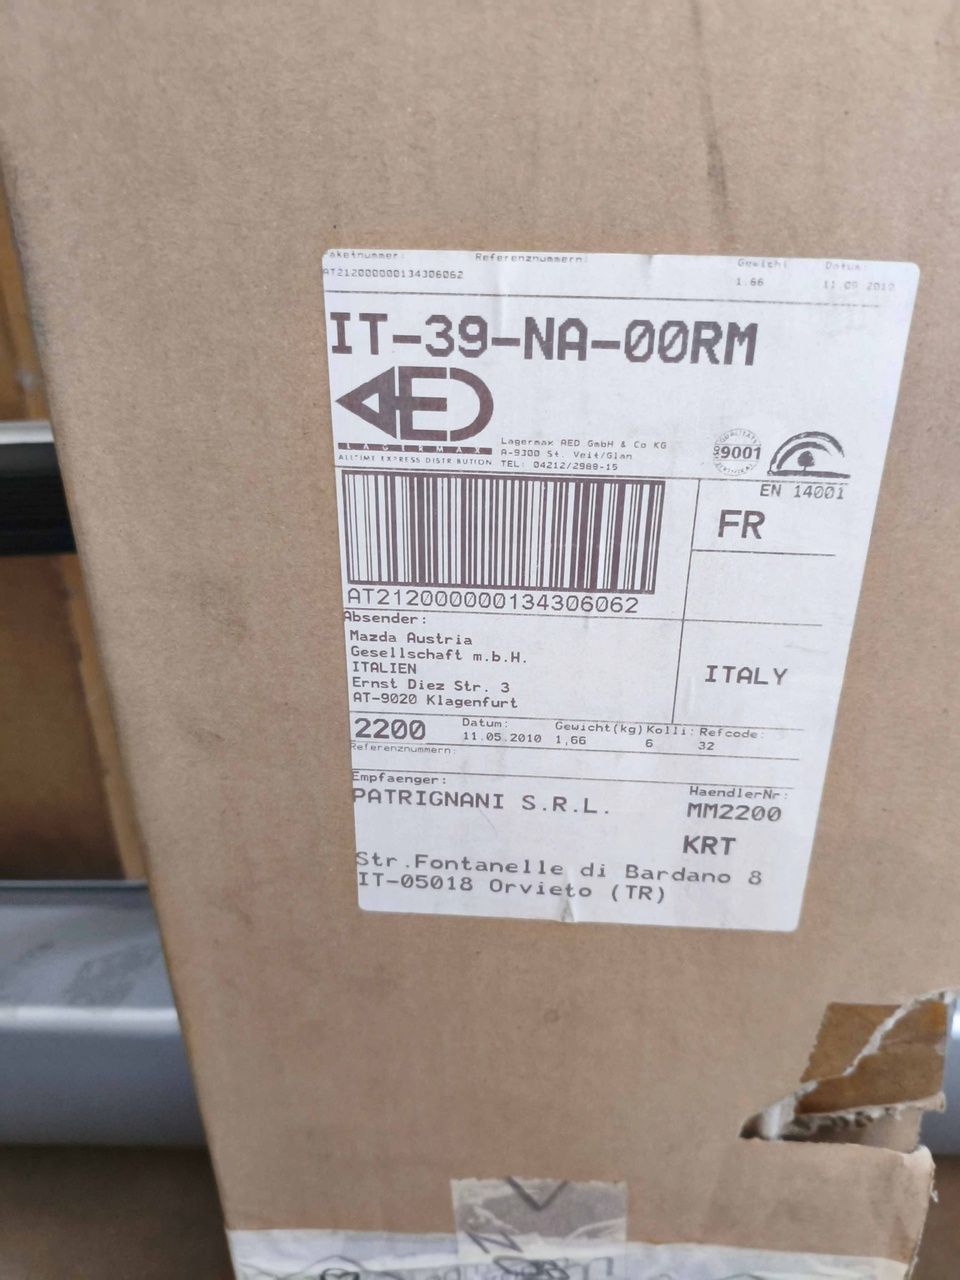 Paketnummer: Referenznummern: Gewicht Datum:
AT212000000134306062 1.66 11.05 2010
IT-39-NA-00RM
AED
LAGERMAX
ALLTIME EXPRESS DISTRIBUTION
Lagermax AED GmbH & Co KG
A-9300 St. Veit/Glan
TEL: 04212/2988-15
9001
EN 14001
FR
AT212000000134306062
Absender:
Mazda Austria
Gesellschaft m.b.H.
ITALIEN
Ernst Diez Str. 3
AT-9020 Klagenfurt
ITALY
2200 Datum: Gewicht(kg) Kolli: Refcode:
11.05.2010 1,66 6 32
Referenznummern:
Empfaenger: HaendlerNr:
PATRIGNANI S.R.L. MM2200
KRT
Str.Fontanelle di Bardano 8
IT-05018 Orvieto (TR)